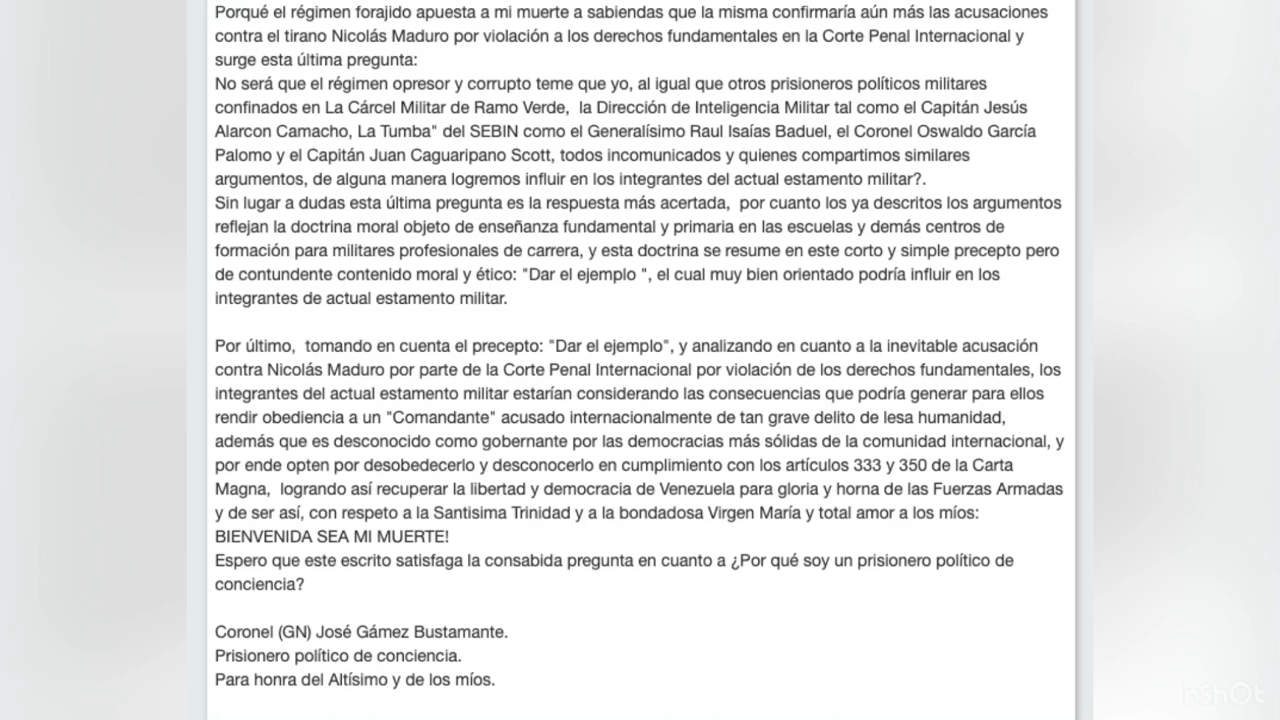 Porqué el régimen forajido apuesta a mi muerte a sabiendas que la misma confirmaría aún más las acusaciones
contra el tirano Nicolás Maduro por violación a los derechos fundamentales en la Corte Penal Internacional y
surge esta última pregunta:
No será que el régimen opresor y corrupto teme que yo, al igual que otros prisioneros políticos militares
confinados en La Cárcel Militar de Ramo Verde,  la Dirección de Inteligencia Militar tal como el Capitán Jesús
Alarcon Camacho, La Tumba" del SEBIN como el Generalísimo Raul Isaías Baduel, el Coronel Oswaldo García
Palomo y el Capitán Juan Caguaripano Scott, todos incomunicados y quienes compartimos similares
argumentos, de alguna manera logremos influir en los integrantes del actual estamento militar?.
Sin lugar a dudas esta última pregunta es la respuesta más acertada,  por cuanto los ya descritos los argumentos
reflejan la doctrina moral objeto de enseñanza fundamental y primaria en las escuelas y demás centros de
formación para militares profesionales de carrera, y esta doctrina se resume en este corto y simple precepto pero
de contundente contenido moral y ético: "Dar el ejemplo ", el cual muy bien orientado podría influir en los
integrantes de actual estamento militar.
Por último,  tomando en cuenta el precepto: "Dar el ejemplo", y analizando en cuanto a la inevitable acusación
contra Nicolás Maduro por parte de la Corte Penal Internacional por violación de los derechos fundamentales, los
integrantes del actual estamento militar estarían considerando las consecuencias que podría generar para ellos
rendir obediencia a un "Comandante" acusado internacionalmente de tan grave delito de lesa humanidad,
además que es desconocido como gobernante por las democracias más sólidas de la comunidad internacional, y
por ende opten por desobedecerlo y desconocerlo en cumplimiento con los artículos 333 y 350 de la Carta
Magna,  logrando así recuperar la libertad y democracia de Venezuela para gloria y horna de las Fuerzas Armadas
y de ser así, con respeto a la Santisima Trinidad y a la bondadosa Virgen María y total amor a los míos:
BIENVENIDA SEA MI MUERTE!
Espero que este escrito satisfaga la consabida pregunta en cuanto a ¿Por qué soy un prisionero político de
conciencia?
Coronel (GN) José Gámez Bustamante.
Prisionero político de conciencia.
Para honra del Altísimo y de los míos.
InShOt